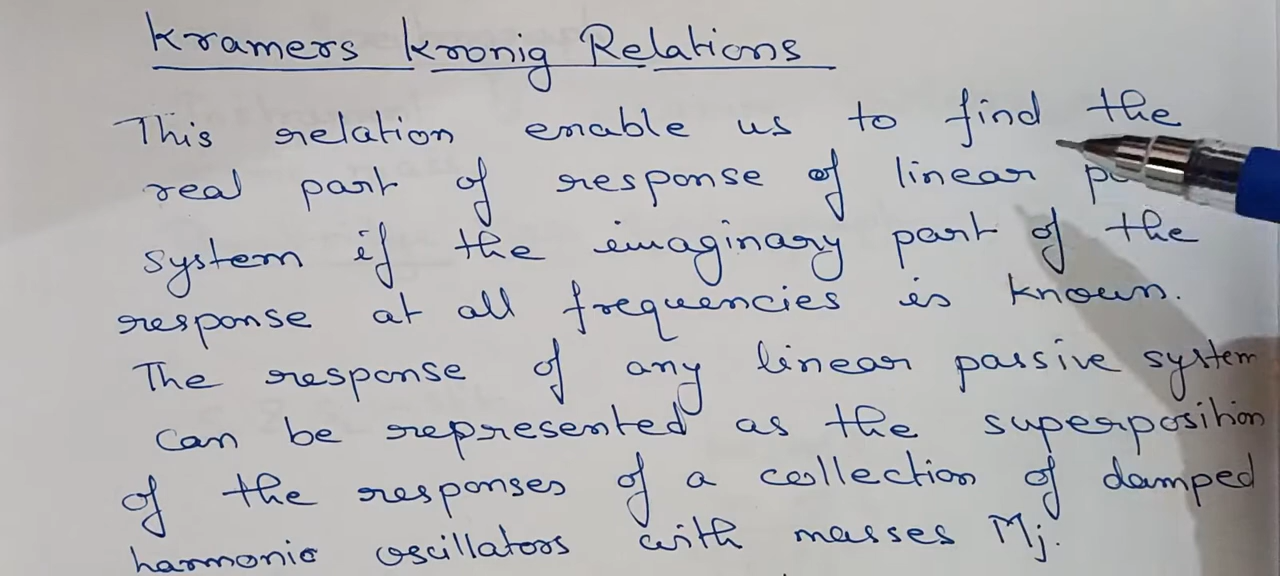 Kramers Kronig Relations
This relation enable us to find the
real part of response of linear
system if the imaginary part of the
response at all frequencies is known.
The response of any linear passive system
can be represented as the superposition
of the responses of a collection of damped
harmonic oscillators with masses Mj.